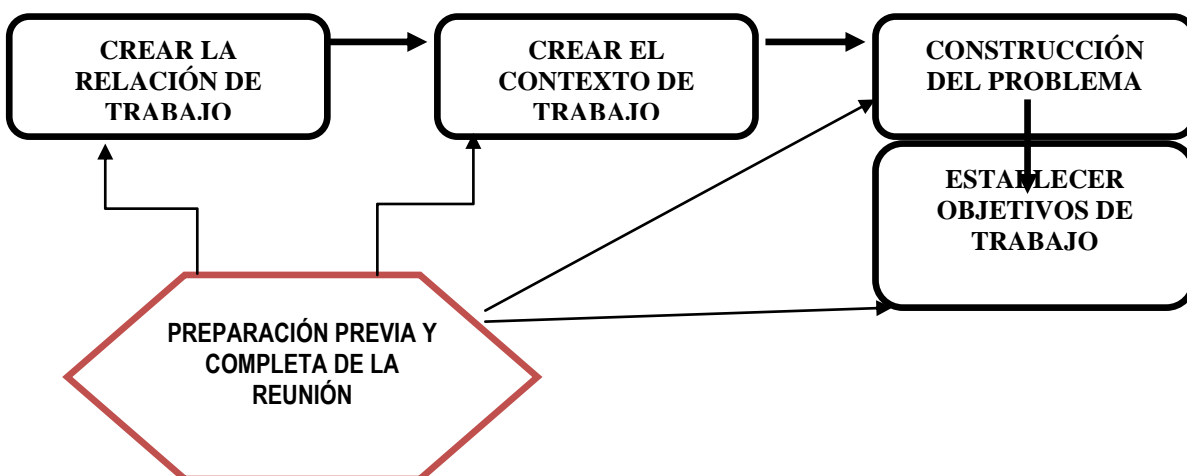 CREAR LA
RELACIÓN DE
TRABAJO
CREAR EL
CONTEXTO DE
TRABAJO
CONSTRUCCIÓN
DEL PROBLEMA
ESTABLECER
OBJETIVOS DE
TRABAJO
PREPARACIÓN PREVIA Y
COMPLETA DE LA
REUNIÓN